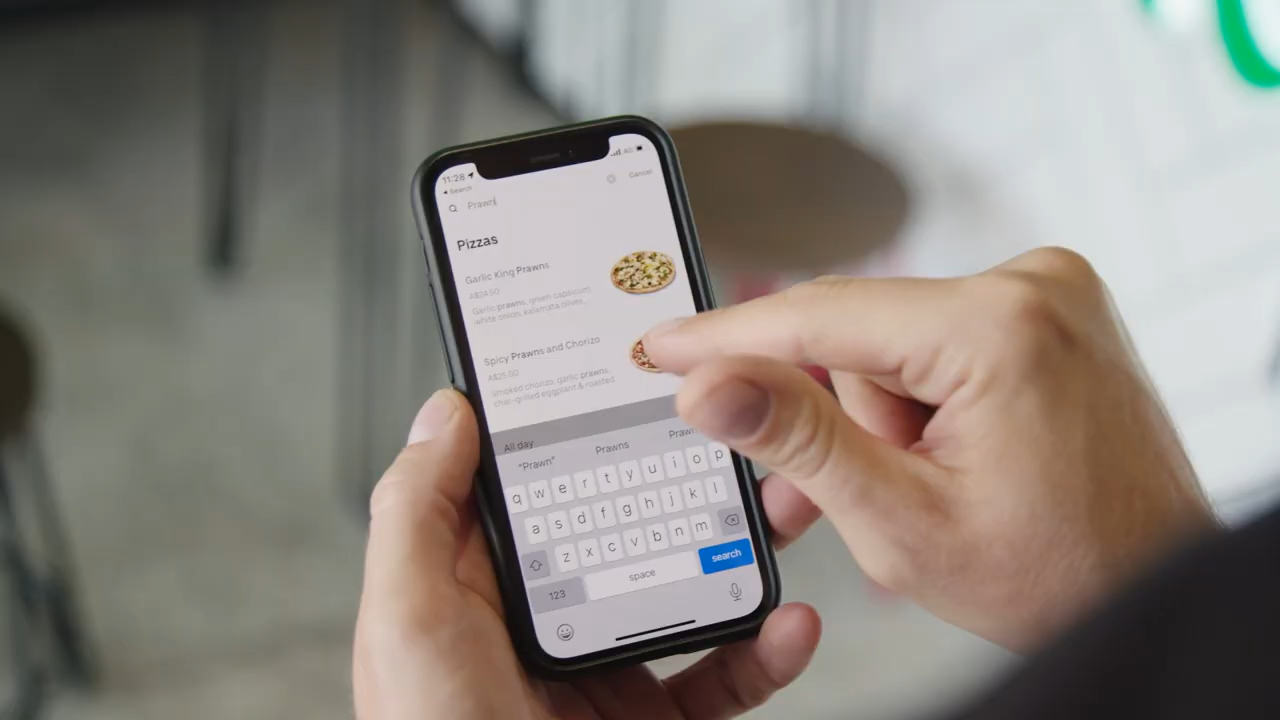 11:28
4G
Search
Cancel
Prawn
Pizzas
Garlic King Prawns
A$24.50
Garlic prawns, green capsicum,
white onion, kalamata olives,...
Spicy Prawns and Chorizo
A$25.00
Smoked chorizo, garlic prawns,
char-grilled eggplant & roasted...
All day
"Prawn" Prawns
q w e r t y u i o p
a s d f g h j k l
z x c v b n m
123 space search